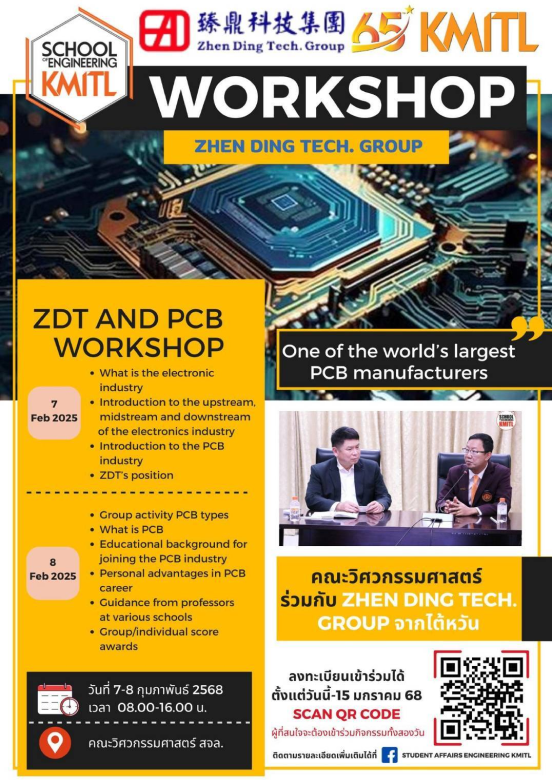 SCHOOL
OF ENGINEERING
KMITL
臻鼎科技集團
Zhen Ding Tech. Group
65
KMITL
WORKSHOP
ZHEN DING TECH. GROUP
ZDT AND PCB
WORKSHOP
7
Feb 2025
• What is the electronic
industry
• Introduction to the upstream,
midstream and downstream
of the electronics industry
• Introduction to the PCB
industry
• ZDT's position
8
Feb 2025
• Group activity PCB types
• What is PCB
• Educational background for
joining the PCB industry
• Personal advantages in PCB
career
• Guidance from professors
at various schools
• Group/individual score
awards
วันที่ 7-8 กุมภาพันธ์ 2568
เวลา 08.00-16.00 น.
คณะวิศวกรรมศาสตร์ สจล.
One of the world's largest
PCB manufacturers
SCHOOL
KMITL
คณะวิศวกรรมศาสตร์
ร่วมกับ ZHEN DING TECH.
GROUP จากไต้หวัน
ลงทะเบียนเข้าร่วมได้
ตั้งแต่วันนี้-15 มกราคม 68
SCAN QR CODE
ผู้ที่สนใจจะต้องเข้าร่วมกิจกรรมทั้งสองวัน
ติดตามรายละเอียดเพิ่มเติมได้ที่ STUDENT AFFAIRS ENGINEERING KMITL